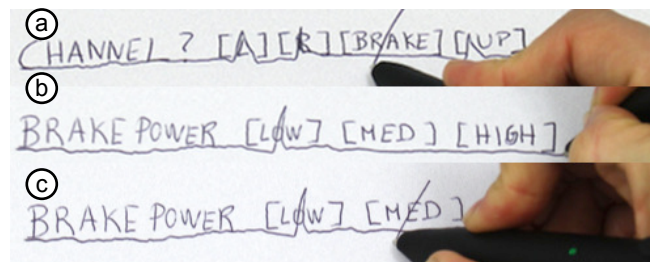 a
CHANNEL ? [A] [B] [BRAKE] [UP]
b
BRAKE POWER [LOW] [MED] [HIGH]
c
BRAKE POWER [LOW] [MED]